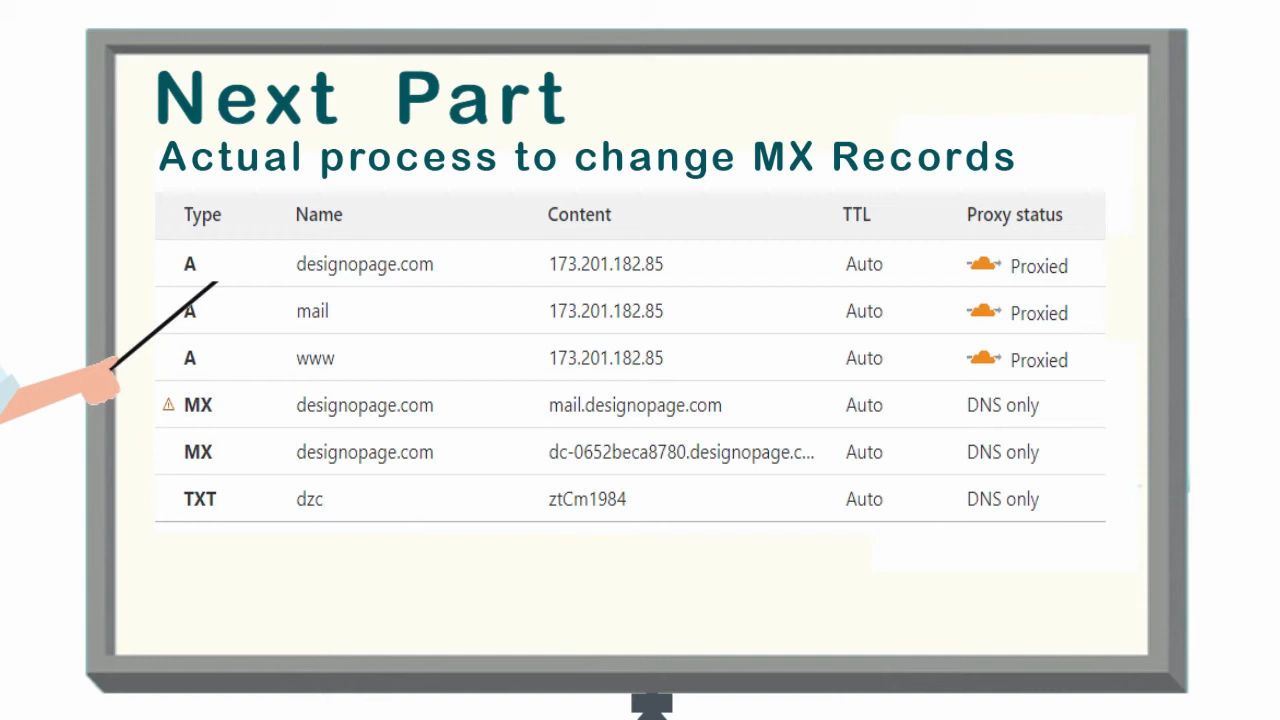 Next Part
Actual process to change MX Records
Type Name Content TTL Proxy status
A designopage.com 173.201.182.85 Auto Proxied
A mail 173.201.182.85 Auto Proxied
A www 173.201.182.85 Auto Proxied
MX designopage.com mail.designopage.com Auto DNS only
MX designopage.com dc-0652beca8780.designopage.c... Auto DNS only
TXT dzc ztCm1984 Auto DNS only